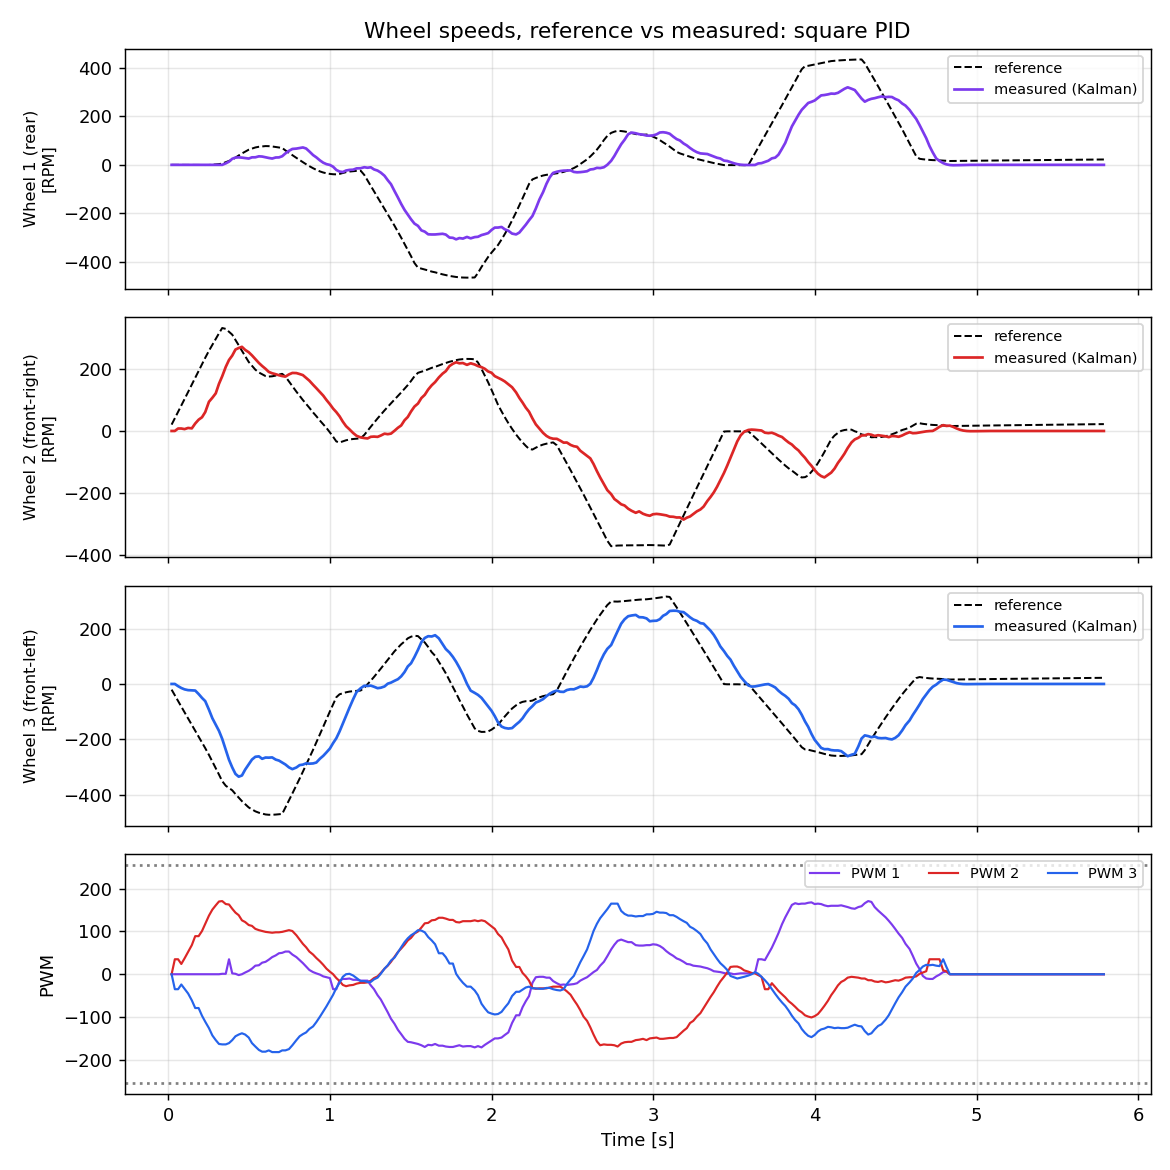 Wheel speeds, reference vs measured: square PID
Wheel 1 (rear)
[RPM]
400
200
0
−200
−400
reference
measured (Kalman)
Wheel 2 (front-right)
[RPM]
200
0
−200
−400
reference
measured (Kalman)
Wheel 3 (front-left)
[RPM]
200
0
−200
−400
reference
measured (Kalman)
PWM
200
100
0
−100
−200
PWM 1 PWM 2 PWM 3
0 1 2 3 4 5 6
Time [s]